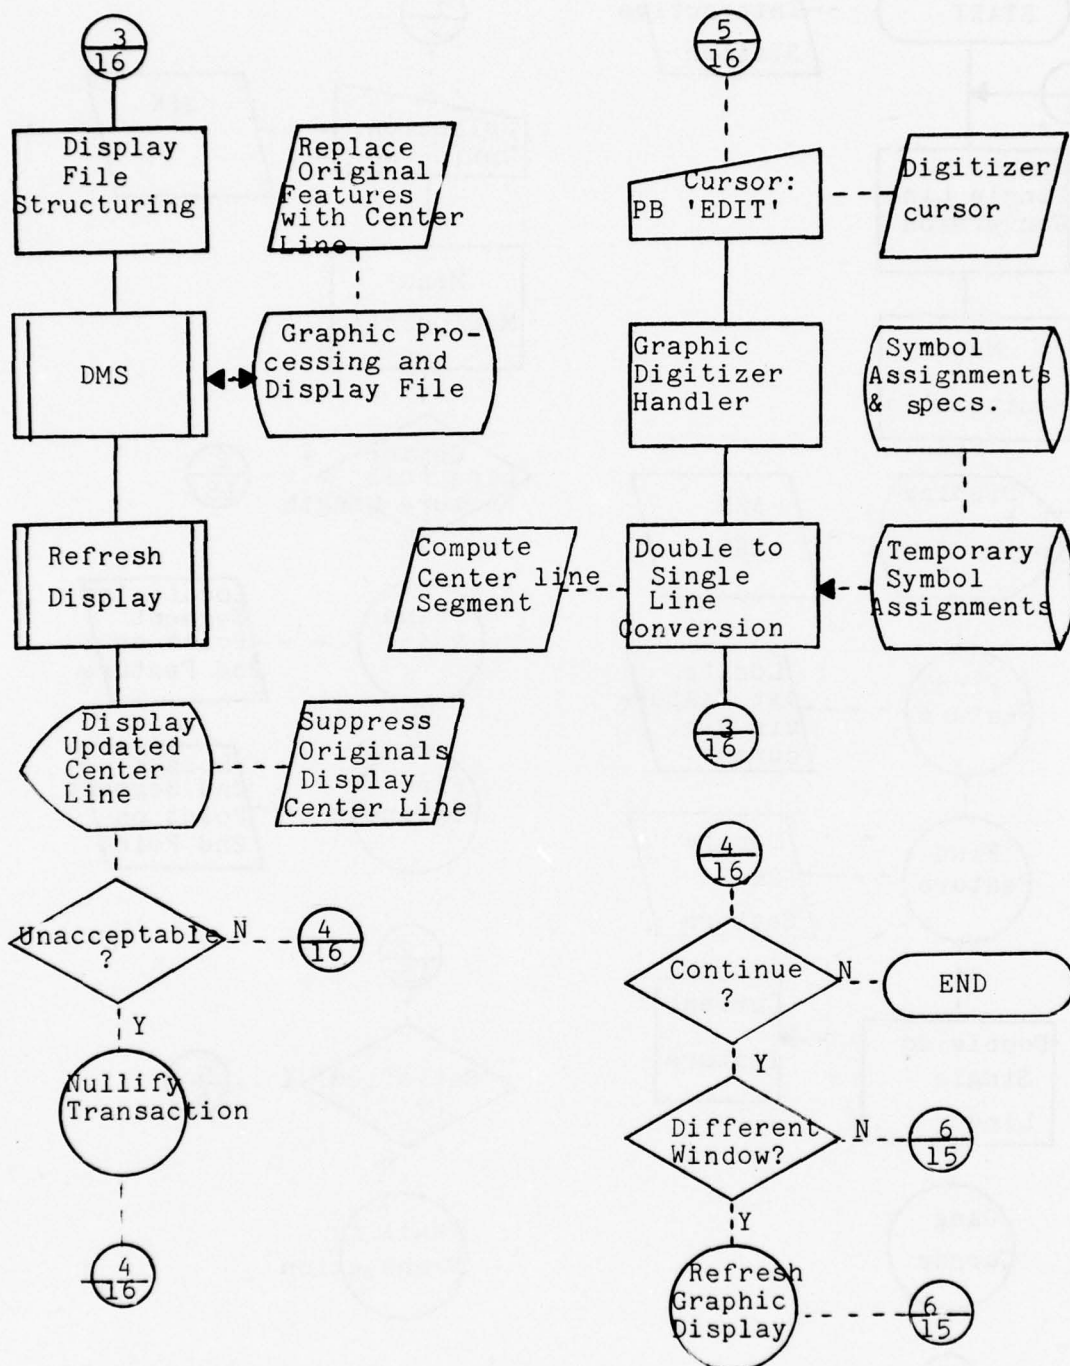 3
16
Display
File
Structuring
Replace
Original
Features
with Center
Line
DMS
Graphic Pro-
cessing and
Display File
Refresh
Display
Display
Updated
Center
Line
Suppress
Originals
Display
Center Line
Unacceptable
?
N
4
16
Y
Nullify
Transaction
4
16
5
16
Cursor:
PB 'EDIT'
Digitizer
cursor
Graphic
Digitizer
Handler
Symbol
Assignments
& specs.
Compute
Center line
Segment
Double to
Single
Line
Conversion
Temporary
Symbol
Assignments
3
16
4
16
Continue
?
N
END
Y
Different
Window?
N
6
15
Y
Refresh
Graphic
Display
6
15